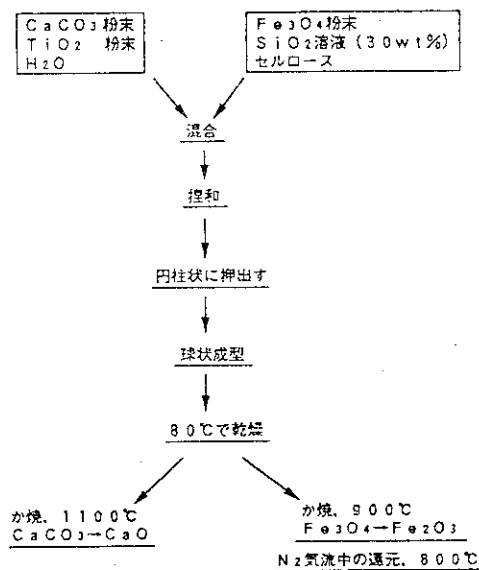 CaCO₃粉末
TiO₂ 粉末
H₂O
Fe₃O₄粉末
SiO₂溶液(30wt%)
セルロース
混合
捏和
円柱状に押出す
球状成型
80℃で乾燥
か焼、1100℃
CaCO₃→CaO
か焼、900℃
Fe₃O₄→Fe₂O₃
N₂気流中の還元、800℃